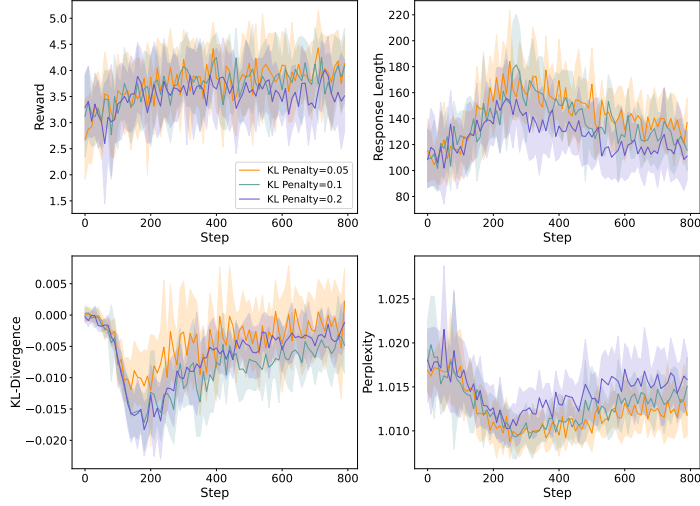 Reward
5.0
4.5
4.0
3.5
3.0
2.5
2.0
1.5
KL Penalty=0.05
KL Penalty=0.1
KL Penalty=0.2
0 200 400 600 800
Step
Response Length
220
200
180
160
140
120
100
80
0 200 400 600 800
Step
KL-Divergence
0.005
0.000
−0.005
−0.010
−0.015
−0.020
0 200 400 600 800
Step
Perplexity
1.025
1.020
1.015
1.010
0 200 400 600 800
Step